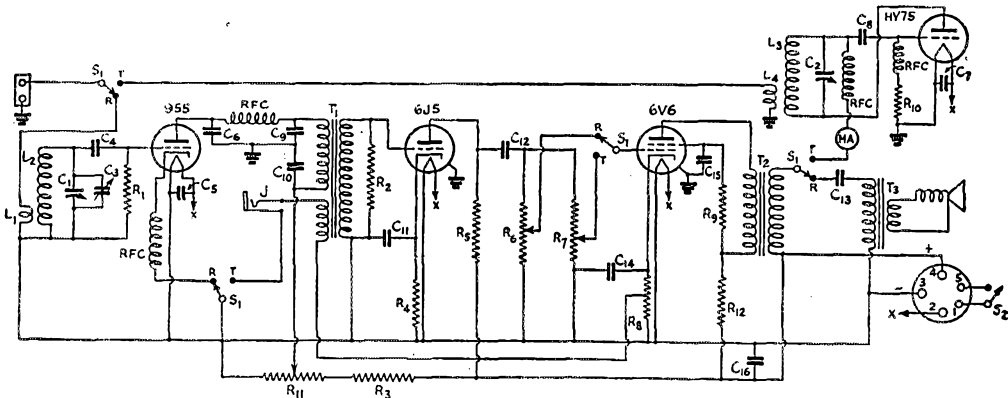 HY75
C8
L3
C2
L4
RFC
RFC
R10
C7
X
MA
S1 T
R
955
RFC
T1
6J5
6V6
C6
C9
C10
L2
C4
C1
C3
R1
C5
X
L1
RFC
J
R2
C11
X
R4
R5
C12
R
S1
T
R6
R7
C14
X
C15
R9
R8
R12
T2
S1
T
R
C13
T3
+
−
4
5
3
2
1
X
S2
R
T
S1
R11
R3
C16